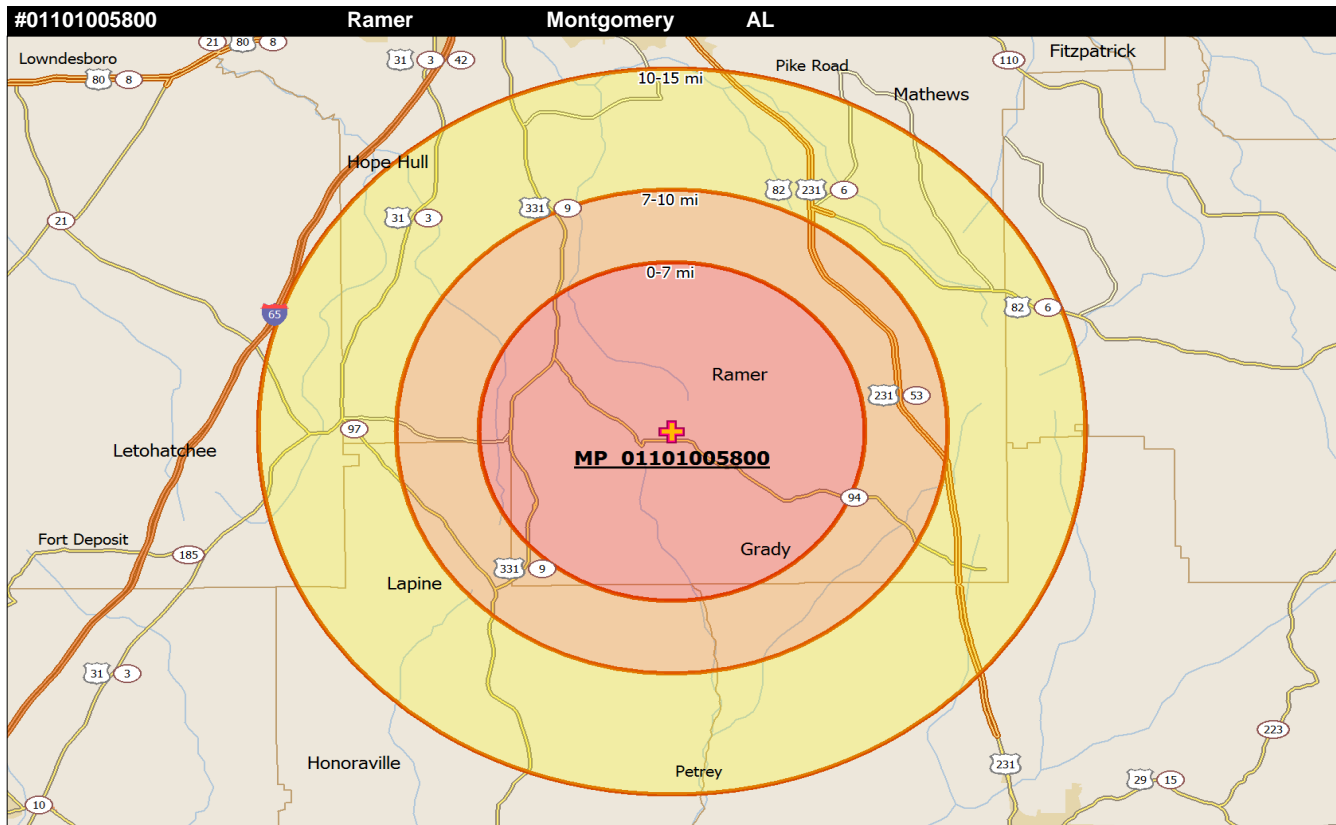 #01101005800 Ramer Montgomery AL
21 80 8
Lowndesboro
80 8
31 3 42
10-15 mi
Pike Road
110
Fitzpatrick
Mathews
Hope Hull
82 231 6
7-10 mi
331 9
31 3
21
0-7 mi
65
82 6
Ramer
231 53
97
Letohatchee
MP 01101005800
94
Fort Deposit
185
Grady
331 9
Lapine
31 3
223
Honoraville
Petrey
231
29 15
10